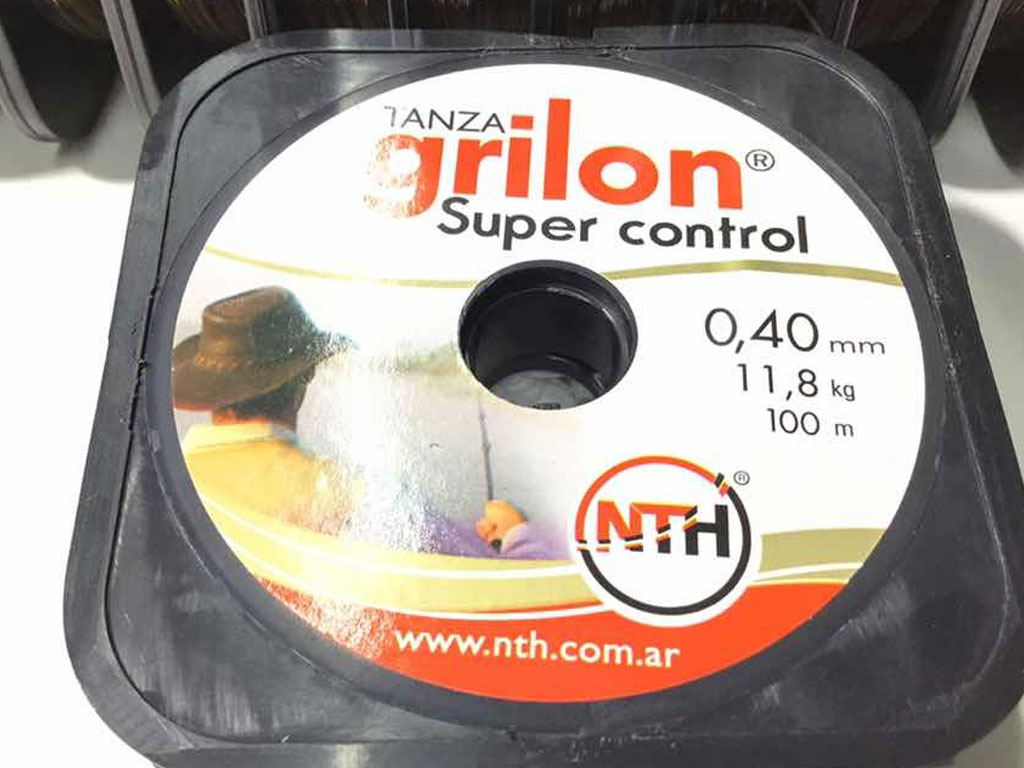 TANZA
grilon®
Super control
0,40 mm
11,8 kg
100 m
NTH®
www.nth.com.ar